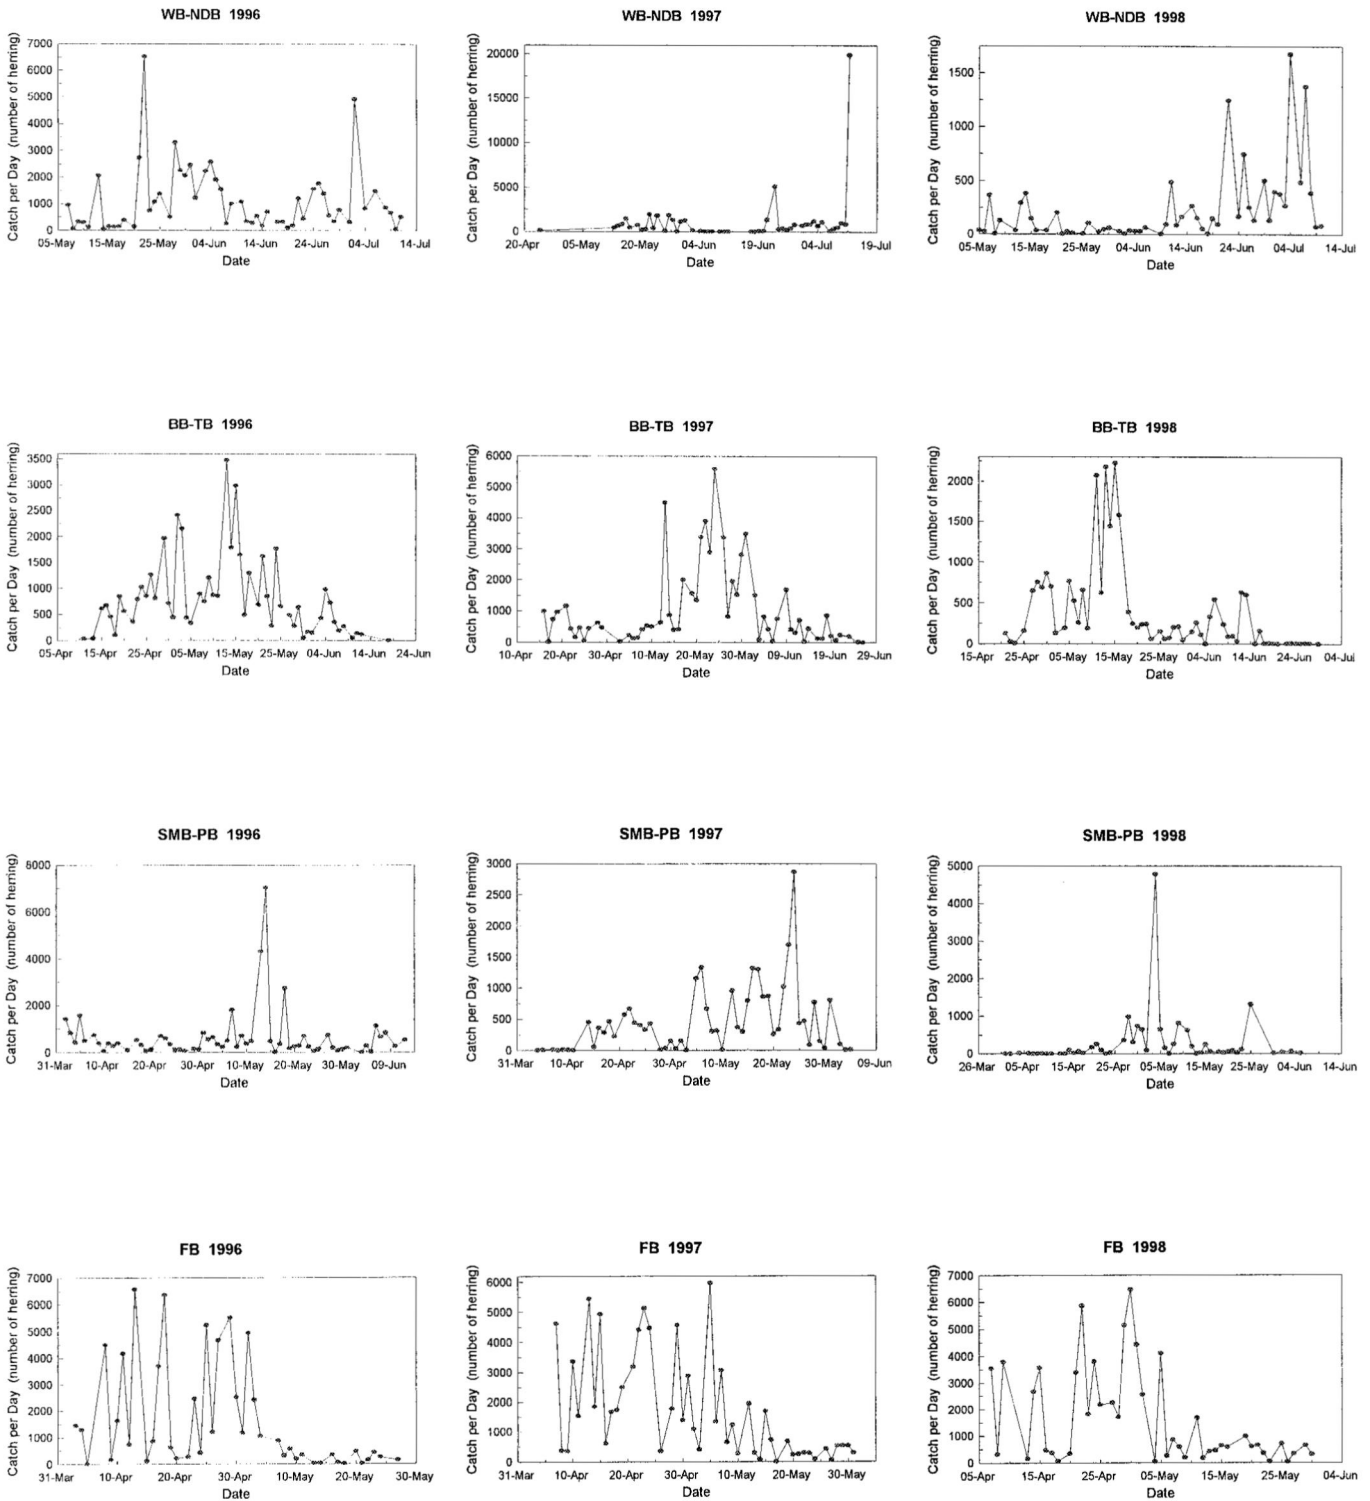 WB-NDB 1996
Catch per Day (number of herring)
7000
6000
5000
4000
3000
2000
1000
0
05-May 15-May 25-May 04-Jun 14-Jun 24-Jun 04-Jul 14-Jul
Date
WB-NDB 1997
Catch per Day (number of herring)
20000
15000
10000
5000
0
20-Apr 05-May 20-May 04-Jun 19-Jun 04-Jul 19-Jul
Date
WB-NDB 1998
Catch per Day (number of herring)
1500
1000
500
0
05-May 15-May 25-May 04-Jun 14-Jun 24-Jun 04-Jul 14-Jul
Date
BB-TB 1996
Catch per Day (number of herring)
3500
3000
2500
2000
1500
1000
500
0
05-Apr 15-Apr 25-Apr 05-May 15-May 25-May 04-Jun 14-Jun 24-Jun
Date
BB-TB 1997
Catch per Day (number of herring)
6000
5000
4000
3000
2000
1000
0
10-Apr 20-Apr 30-Apr 10-May 20-May 30-May 09-Jun 19-Jun 29-Jun
Date
BB-TB 1998
Catch per Day (number of herring)
2000
1500
1000
500
0
15-Apr 25-Apr 05-May 15-May 25-May 04-Jun 14-Jun 24-Jun 04-Jul
Date
SMB-PB 1996
Catch per Day (number of herring)
8000
6000
4000
2000
0
31-Mar 10-Apr 20-Apr 30-Apr 10-May 20-May 30-May 09-Jun
Date
SMB-PB 1997
Catch per Day (number of herring)
3000
2500
2000
1500
1000
500
0
31-Mar 10-Apr 20-Apr 30-Apr 10-May 20-May 30-May 09-Jun
Date
SMB-PB 1998
Catch per Day (number of herring)
5000
4000
3000
2000
1000
0
26-Mar 05-Apr 15-Apr 25-Apr 05-May 15-May 25-May 04-Jun 14-Jun
Date
FB 1996
Catch per Day (number of herring)
7000
6000
5000
4000
3000
2000
1000
0
31-Mar 10-Apr 20-Apr 30-Apr 10-May 20-May 30-May
Date
FB 1997
Catch per Day (number of herring)
6000
5000
4000
3000
2000
1000
0
31-Mar 10-Apr 20-Apr 30-Apr 10-May 20-May 30-May
Date
FB 1998
Catch per Day (number of herring)
7000
6000
5000
4000
3000
2000
1000
0
05-Apr 15-Apr 25-Apr 05-May 15-May 25-May 04-Jun
Date